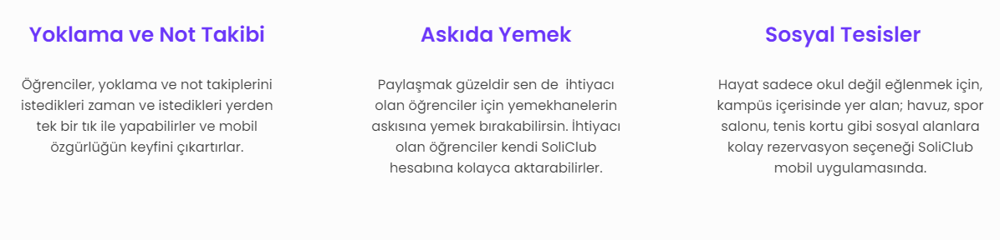 Yoklama ve Not Takibi
Öğrenciler, yoklama ve not takiplerini
istedikleri zaman ve istedikleri yerden
tek bir tık ile yapabilirler ve mobil
özgürlüğün keyfini çıkartırlar.
Askıda Yemek
Paylaşmak güzeldir sen de  ihtiyacı
olan öğrenciler için yemekhanelerin
askısına yemek bırakabilirsin. İhtiyacı
olan öğrenciler kendi SoliClub
hesabına kolayca aktarabilirler.
Sosyal Tesisler
Hayat sadece okul değil eğlenmek için,
kampüs içerisinde yer alan; havuz, spor
salonu, tenis kortu gibi sosyal alanlara
kolay rezervasyon seçeneği SoliClub
mobil uygulamasında.